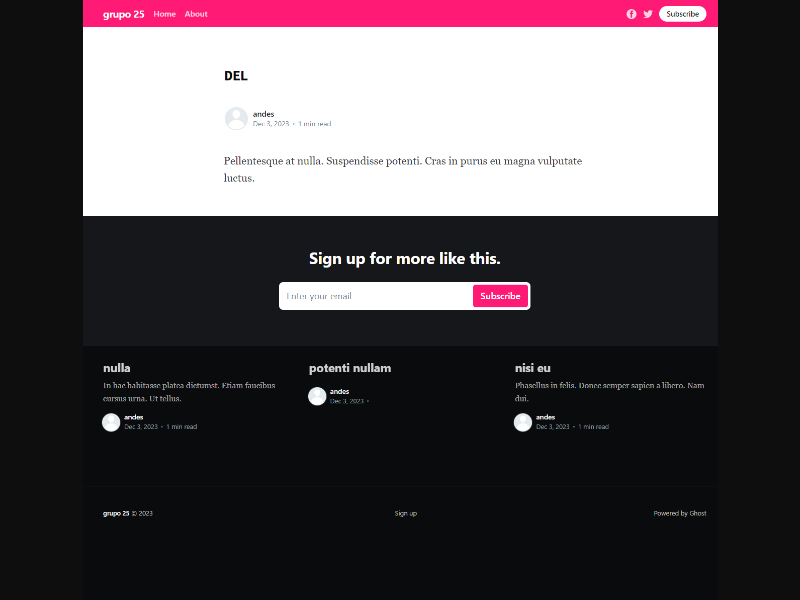 grupo 25 Home About Subscribe
DEL
andes
Dec 3, 2023 • 1 min read
Pellentesque at nulla. Suspendisse potenti. Cras in purus eu magna vulputate
luctus.
Sign up for more like this.
Enter your email Subscribe
nulla
In hac habitasse platea dictumst. Etiam faucibus
cursus urna. Ut tellus.
andes
Dec 3, 2023 • 1 min read
potenti nullam
andes
Dec 3, 2023 •
nisi eu
Phasellus in felis. Donec semper sapien a libero. Nam
dui.
andes
Dec 3, 2023 • 1 min read
grupo 25 © 2023 Sign up Powered by Ghost